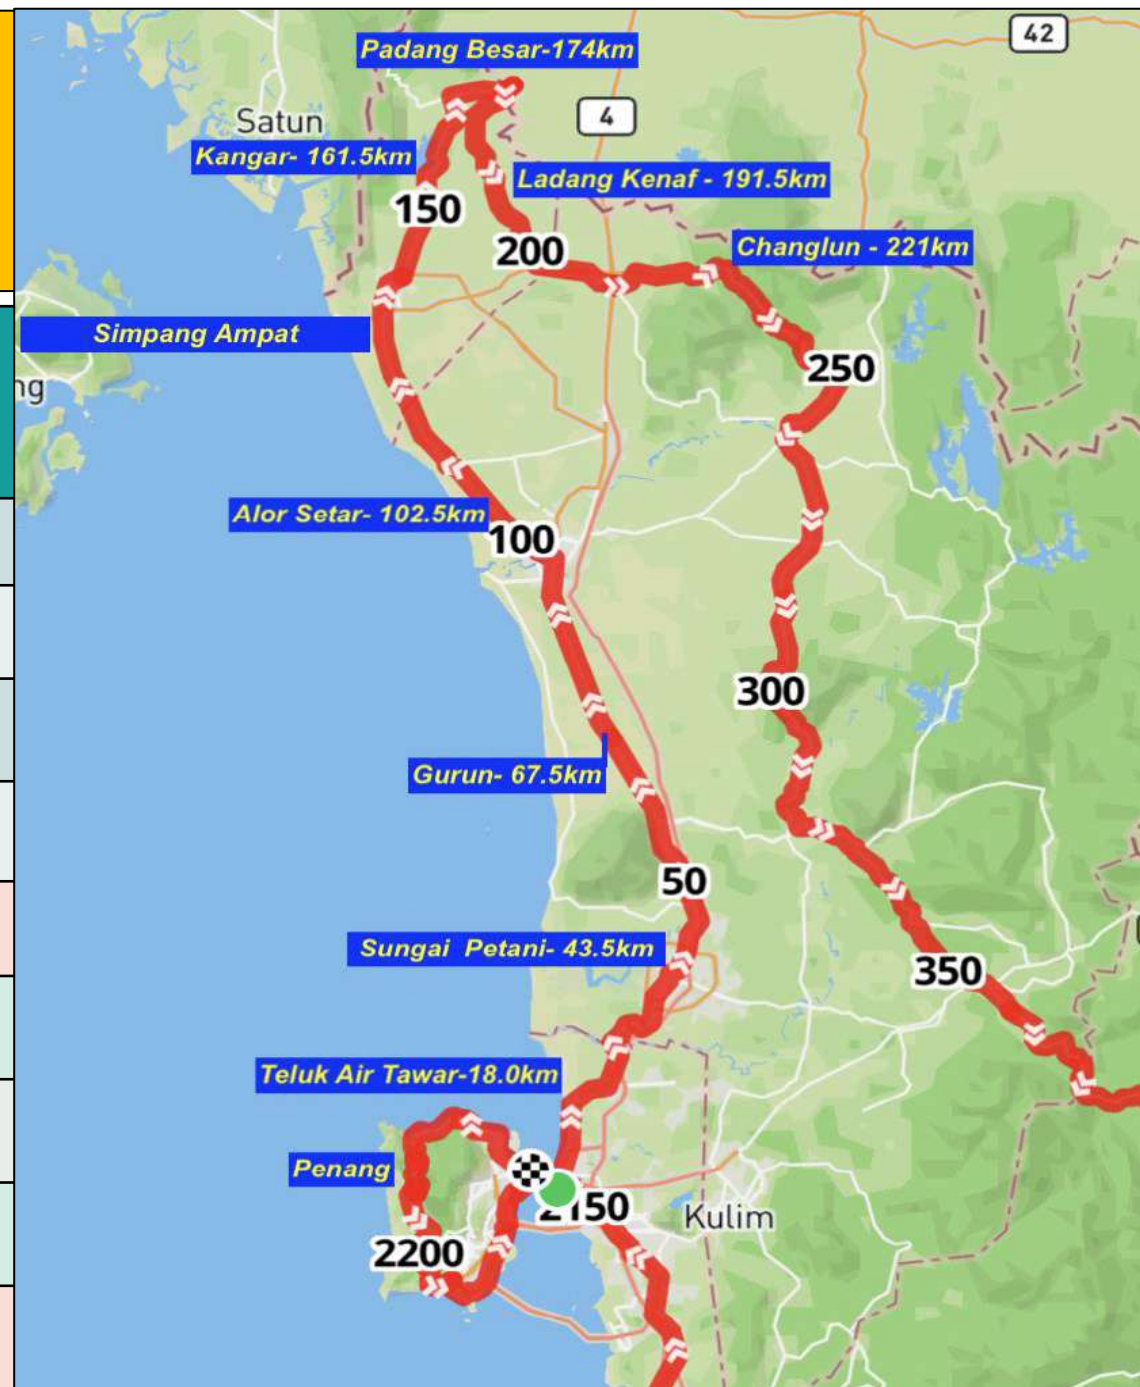 42
Padang Besar-174km
4
Satun
Kangar- 161.5km
Ladang Kenaf - 191.5km
150
200
Changlun - 221km
Simpang Ampat
250
ng
Alor Setar- 102.5km
100
300
Gurun- 67.5km
50
Sungai Petani- 43.5km
350
Teluk Air Tawar-18.0km
Penang
2150
Kulim
2200